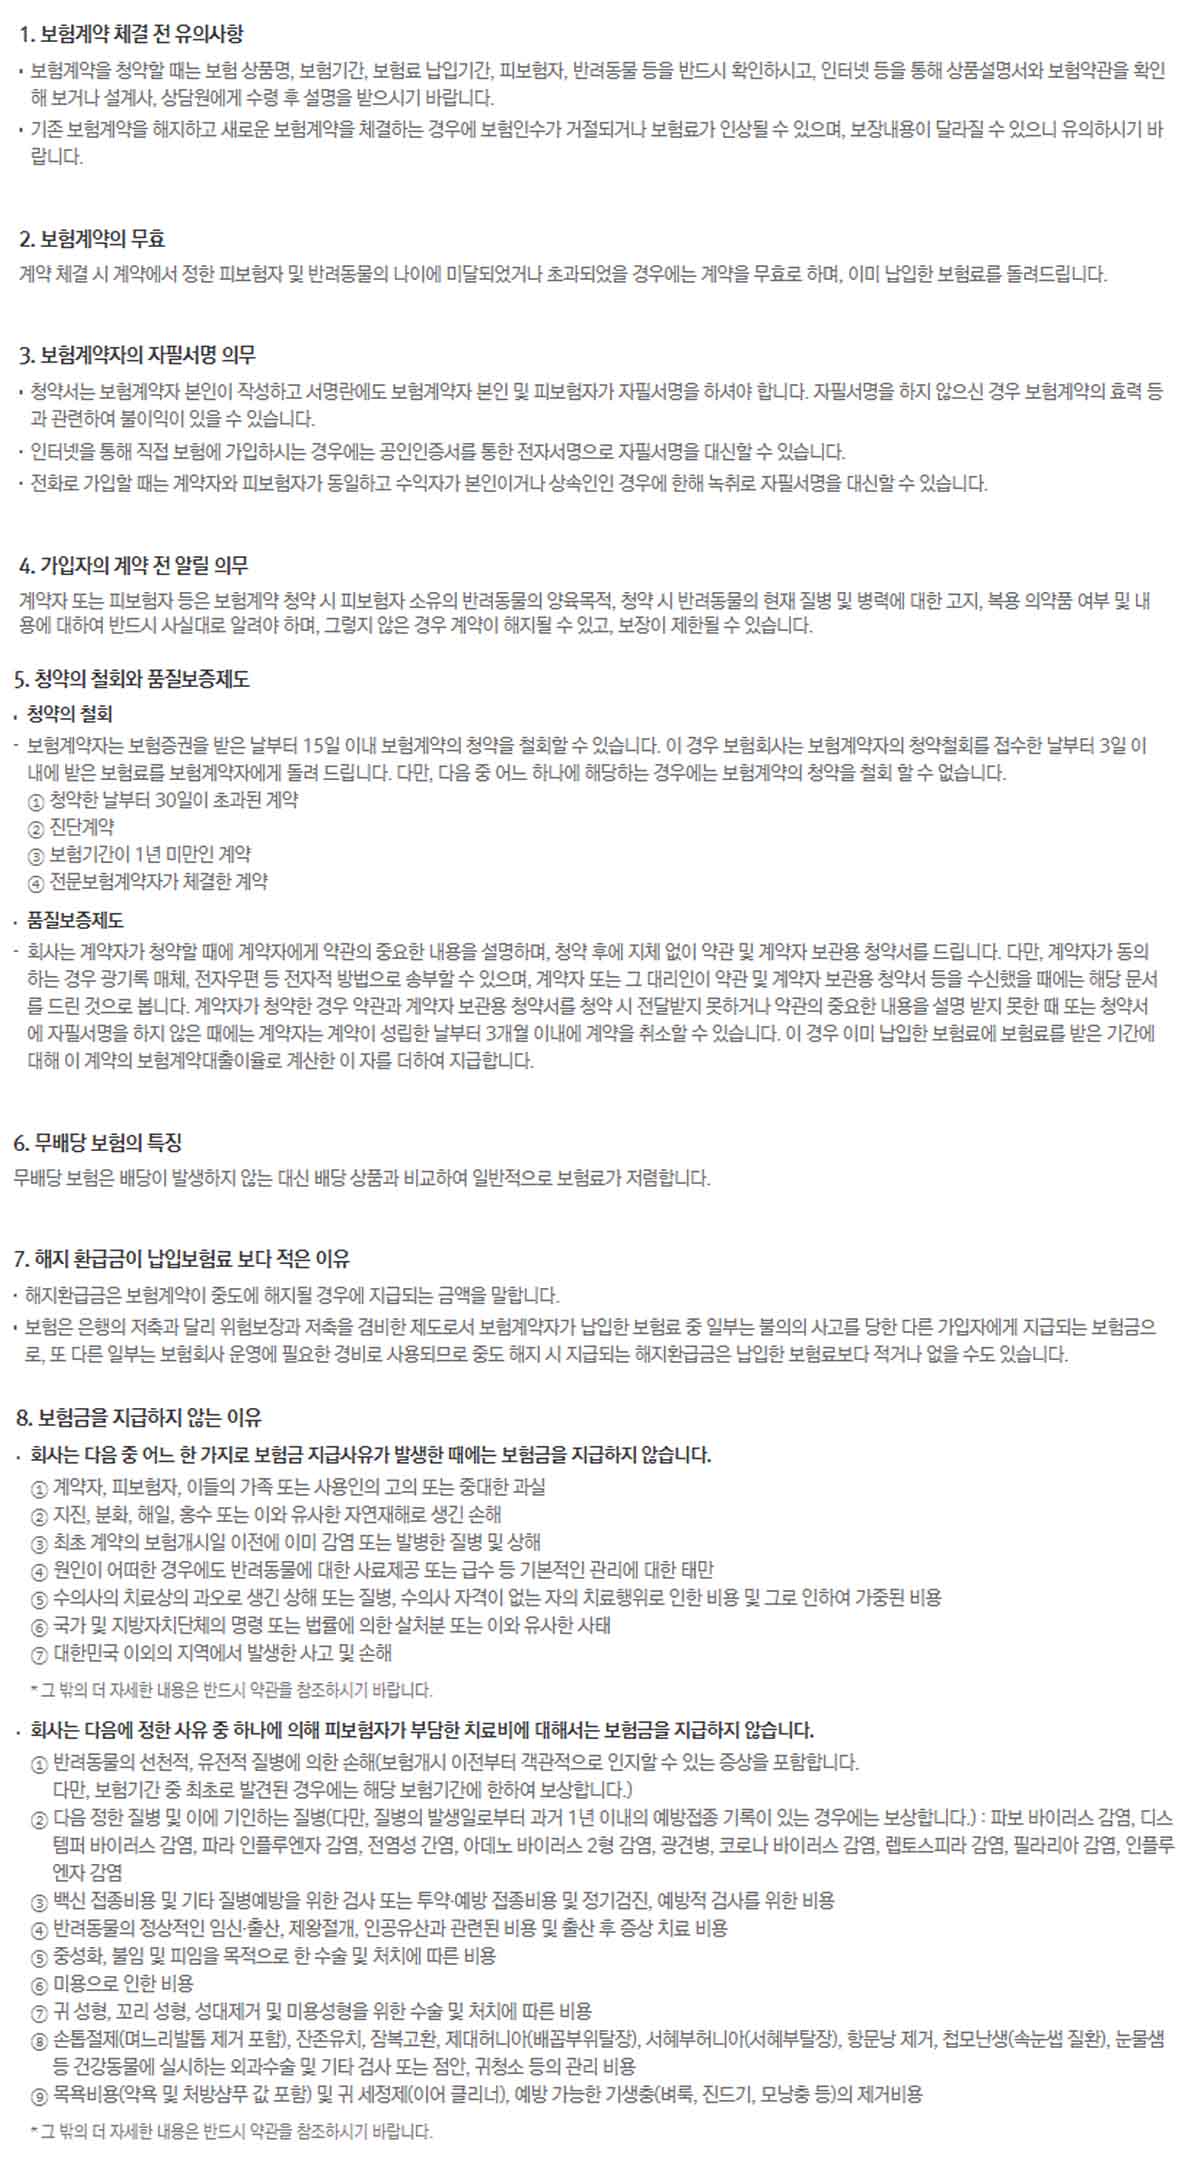 1. 보험계약 체결 전 유의사항
· 보험계약을 청약할 때는 보험 상품명, 보험기간, 보험료 납입기간, 피보험자, 반려동물 등을 반드시 확인하시고, 인터넷 등을 통해 상품설명서와 보험약관을 확인
해 보거나 설계사, 상담원에게 수령 후 설명을 받으시기 바랍니다.
· 기존 보험계약을 해지하고 새로운 보험계약을 체결하는 경우에 보험인수가 거절되거나 보험료가 인상될 수 있으며, 보장내용이 달라질 수 있으니 유의하시기 바
랍니다.
2. 보험계약의 무효
계약 체결 시 계약에서 정한 피보험자 및 반려동물의 나이에 미달되었거나 초과되었을 경우에는 계약을 무효로 하며, 이미 납입한 보험료를 돌려드립니다.
3. 보험계약자의 자필서명 의무
· 청약서는 보험계약자 본인이 작성하고 서명란에도 보험계약자 본인 및 피보험자가 자필서명을 하셔야 합니다. 자필서명을 하지 않으신 경우 보험계약의 효력 등
과 관련하여 불이익이 있을 수 있습니다.
· 인터넷을 통해 직접 보험에 가입하시는 경우에는 공인인증서를 통한 전자서명으로 자필서명을 대신할 수 있습니다.
· 전화로 가입할 때는 계약자와 피보험자가 동일하고 수익자가 본인이거나 상속인인 경우에 한해 녹취로 자필서명을 대신할 수 있습니다.
4. 가입자의 계약 전 알릴 의무
계약자 또는 피보험자 등은 보험계약 청약 시 피보험자 소유의 반려동물의 양육목적, 청약 시 반려동물의 현재 질병 및 병력에 대한 고지, 복용 의약품 여부 및 내
용에 대하여 반드시 사실대로 알려야 하며, 그렇지 않은 경우 계약이 해지될 수 있고, 보장이 제한될 수 있습니다.
5. 청약의 철회와 품질보증제도
· 청약의 철회
- 보험계약자는 보험증권을 받은 날부터 15일 이내 보험계약의 청약을 철회할 수 있습니다. 이 경우 보험회사는 보험계약자의 청약철회를 접수한 날부터 3일 이
내에 받은 보험료를 보험계약자에게 돌려 드립니다. 다만, 다음 중 어느 하나에 해당하는 경우에는 보험계약의 청약을 철회 할 수 없습니다.
① 청약한 날부터 30일이 초과된 계약
② 진단계약
③ 보험기간이 1년 미만인 계약
④ 전문보험계약자가 체결한 계약
· 품질보증제도
- 회사는 계약자가 청약할 때에 계약자에게 약관의 중요한 내용을 설명하며, 청약 후에 지체 없이 약관 및 계약자 보관용 청약서를 드립니다. 다만, 계약자가 동의
하는 경우 광기록 매체, 전자우편 등 전자적 방법으로 송부할 수 있으며, 계약자 또는 그 대리인이 약관 및 계약자 보관용 청약서 등을 수신했을 때에는 해당 문서
를 드린 것으로 봅니다. 계약자가 청약한 경우 약관과 계약자 보관용 청약서를 청약 시 전달받지 못하거나 약관의 중요한 내용을 설명 받지 못한 때 또는 청약서
에 자필서명을 하지 않은 때에는 계약자는 계약이 성립한 날부터 3개월 이내에 계약을 취소할 수 있습니다. 이 경우 이미 납입한 보험료에 보험료를 받은 기간에
대해 이 계약의 보험계약대출이율로 계산한 이 자를 더하여 지급합니다.
6. 무배당 보험의 특징
무배당 보험은 배당이 발생하지 않는 대신 배당 상품과 비교하여 일반적으로 보험료가 저렴합니다.
7. 해지 환급금이 납입보험료 보다 적은 이유
· 해지환급금은 보험계약이 중도에 해지될 경우에 지급되는 금액을 말합니다.
· 보험은 은행의 저축과 달리 위험보장과 저축을 겸비한 제도로서 보험계약자가 납입한 보험료 중 일부는 불의의 사고를 당한 다른 가입자에게 지급되는 보험금으
로, 또 다른 일부는 보험회사 운영에 필요한 경비로 사용되므로 중도 해지 시 지급되는 해지환급금은 납입한 보험료보다 적거나 없을 수도 있습니다.
8. 보험금을 지급하지 않는 이유
· 회사는 다음 중 어느 한 가지로 보험금 지급사유가 발생한 때에는 보험금을 지급하지 않습니다.
① 계약자, 피보험자, 이들의 가족 또는 사용인의 고의 또는 중대한 과실
② 지진, 분화, 해일, 홍수 또는 이와 유사한 자연재해로 생긴 손해
③ 최초 계약의 보험개시일 이전에 이미 감염 또는 발병한 질병 및 상해
④ 원인이 어떠한 경우에도 반려동물에 대한 사료제공 또는 급수 등 기본적인 관리에 대한 태만
⑤ 수의사의 치료상의 과오로 생긴 상해 또는 질병, 수의사 자격이 없는 자의 치료행위로 인한 비용 및 그로 인하여 가중된 비용
⑥ 국가 및 지방자치단체의 명령 또는 법률에 의한 살처분 또는 이와 유사한 사태
⑦ 대한민국 이외의 지역에서 발생한 사고 및 손해
* 그 밖의 더 자세한 내용은 반드시 약관을 참조하시기 바랍니다.
· 회사는 다음에 정한 사유 중 하나에 의해 피보험자가 부담한 치료비에 대해서는 보험금을 지급하지 않습니다.
① 반려동물의 선천적, 유전적 질병에 의한 손해(보험개시 이전부터 객관적으로 인지할 수 있는 증상을 포함합니다.
다만, 보험기간 중 최초로 발견된 경우에는 해당 보험기간에 한하여 보상합니다.)
② 다음 정한 질병 및 이에 기인하는 질병(다만, 질병의 발생일로부터 과거 1년 이내의 예방접종 기록이 있는 경우에는 보상합니다.) : 파보 바이러스 감염, 디스
템퍼 바이러스 감염, 파라 인플루엔자 감염, 전염성 간염, 아데노 바이러스 2형 감염, 광견병, 코로나 바이러스 감염, 렙토스피라 감염, 필라리아 감염, 인플루
엔자 감염
③ 백신 접종비용 및 기타 질병예방을 위한 검사 또는 투약·예방 접종비용 및 정기검진, 예방적 검사를 위한 비용
④ 반려동물의 정상적인 임신·출산, 제왕절개, 인공유산과 관련된 비용 및 출산 후 증상 치료 비용
⑤ 중성화, 불임 및 피임을 목적으로 한 수술 및 처치에 따른 비용
⑥ 미용으로 인한 비용
⑦ 귀 성형, 꼬리 성형, 성대제거 및 미용성형을 위한 수술 및 처치에 따른 비용
⑧ 손톱절제(며느리발톱 제거 포함), 잔존유치, 잠복고환, 제대허니아(배꼽부위탈장), 서혜부허니아(서혜부탈장), 항문낭 제거, 첩모난생(속눈썹 질환), 눈물샘
등 건강동물에 실시하는 외과수술 및 기타 검사 또는 점안, 귀청소 등의 관리 비용
⑨ 목욕비용(약욕 및 처방샴푸 값 포함) 및 귀 세정제(이어 클리너), 예방 가능한 기생충(벼룩, 진드기, 모낭충 등)의 제거비용
* 그 밖의 더 자세한 내용은 반드시 약관을 참조하시기 바랍니다.